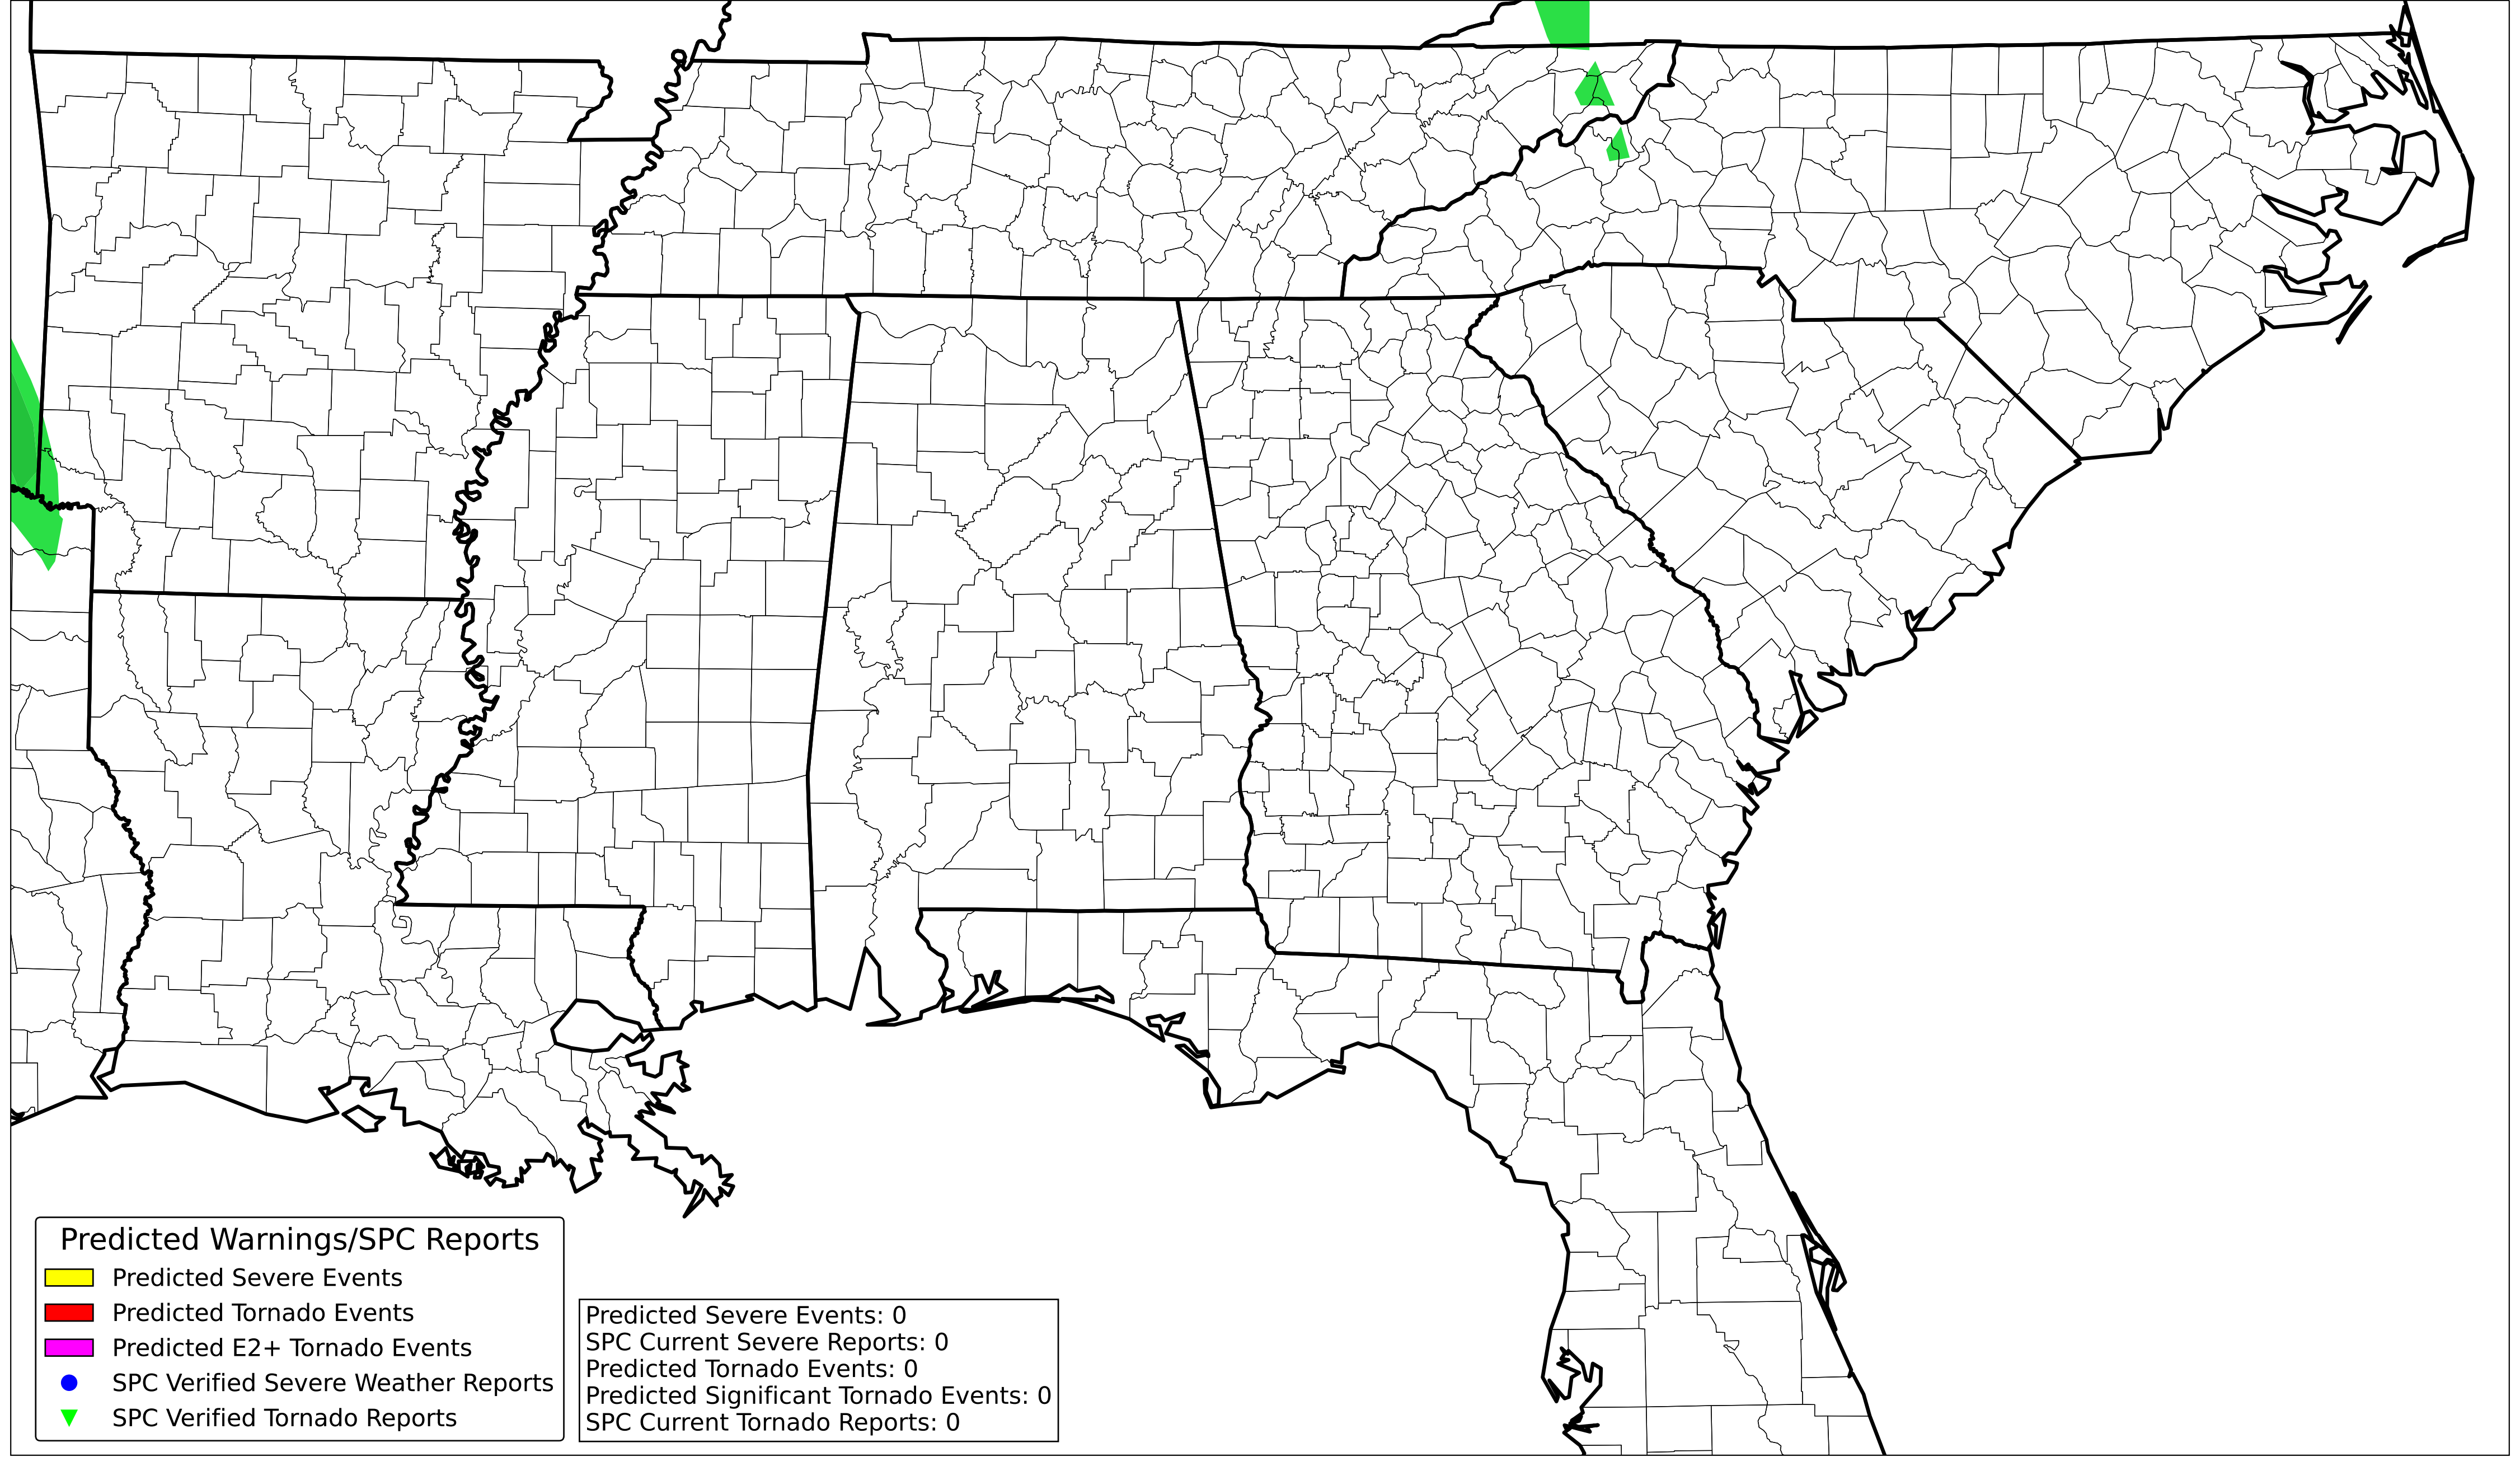 Predicted Warnings/SPC Reports
Predicted Severe Events
Predicted Tornado Events
Predicted E2+ Tornado Events
SPC Verified Severe Weather Reports
SPC Verified Tornado Reports
Predicted Severe Events: 0
SPC Current Severe Reports: 0
Predicted Tornado Events: 0
Predicted Significant Tornado Events: 0
SPC Current Tornado Reports: 0